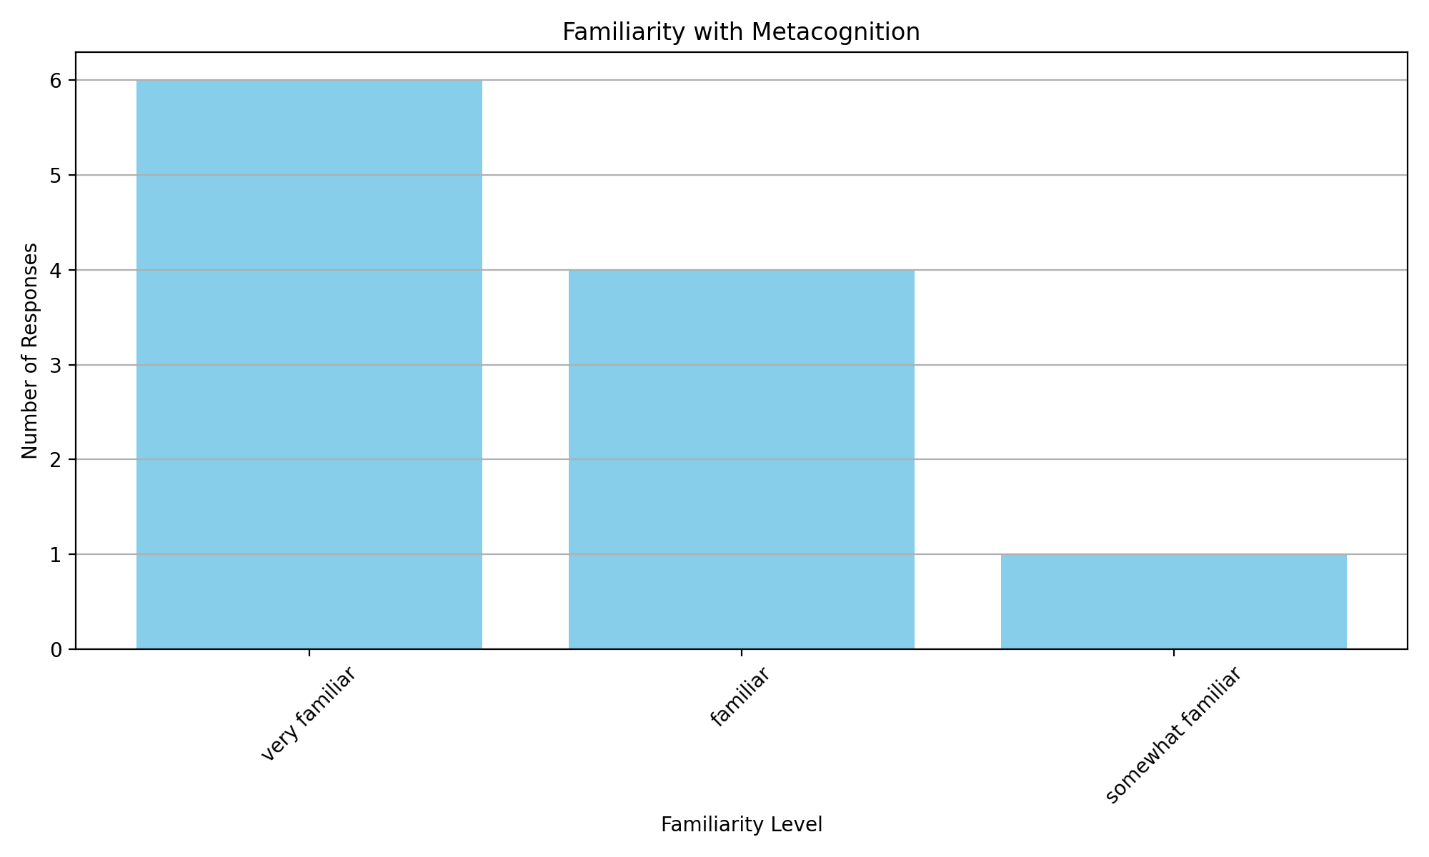 Familiarity with Metacognition
Number of Responses
6
5
4
3
2
1
0
very familiar
familiar
somewhat familiar
Familiarity Level